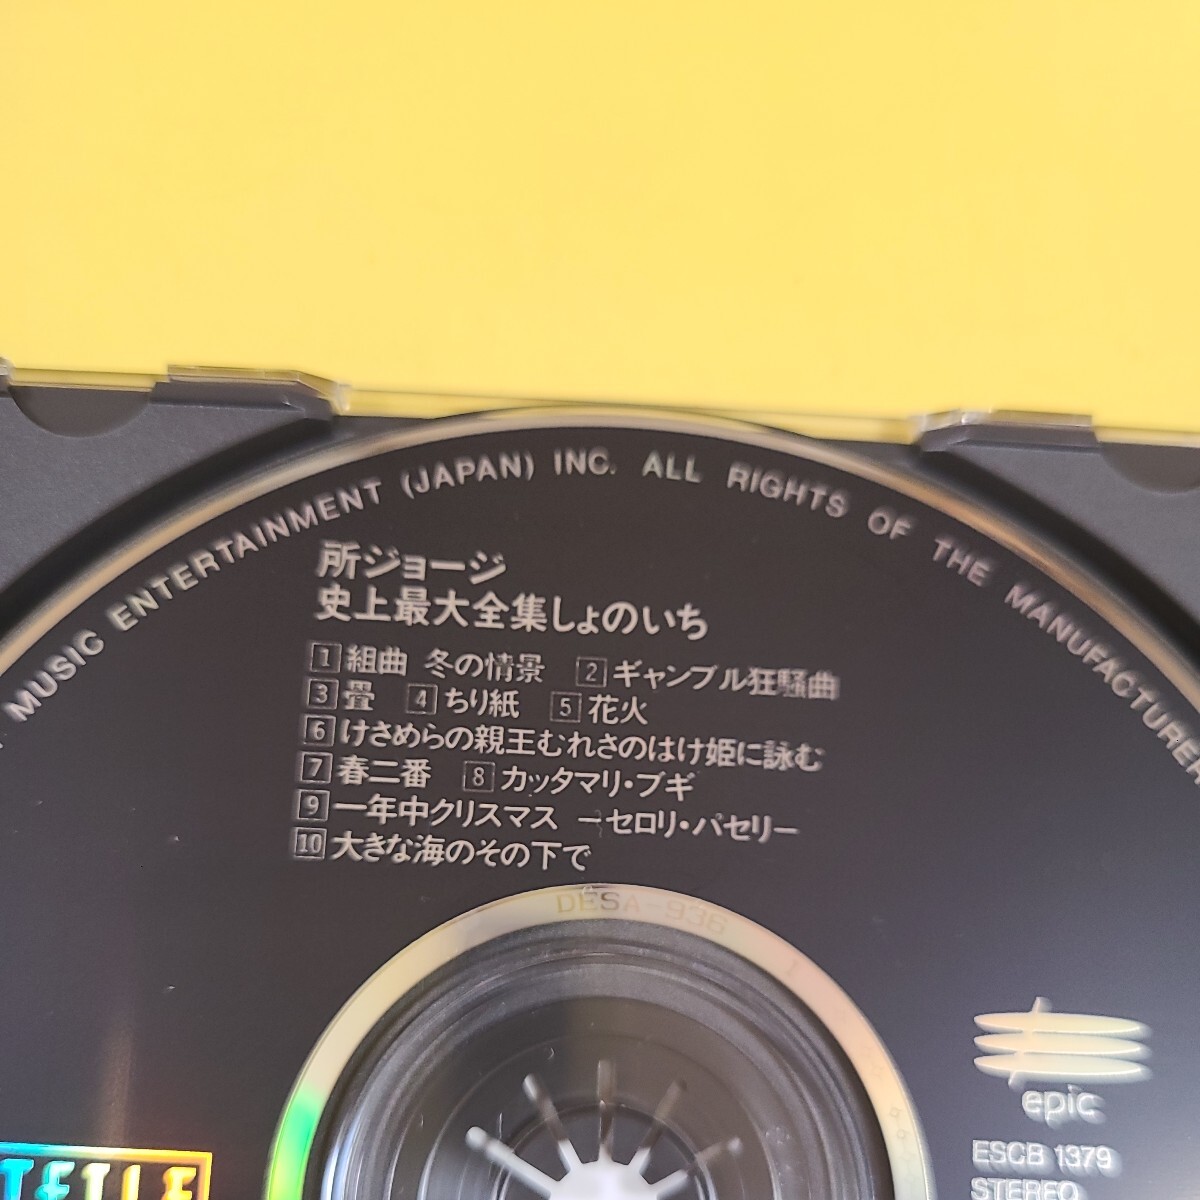 MUSIC ENTERTAINMENT (JAPAN) INC. ALL RIGHTS OF THE MANUFACTURER
所ジョージ
史上最大全集しょのいち
1 組曲 冬の情景 2 ギャンブル狂騒曲
3 畳 4 ちり紙 5 花火
6 けさめらの親王むれさのはけ姫に詠む
7 春二番 8 カッタマリ・ブギ
9 一年中クリスマス ーセロリ・パセリー
10 大きな海のその下で
DESA-936
epic
ESCB 1379
STEREO